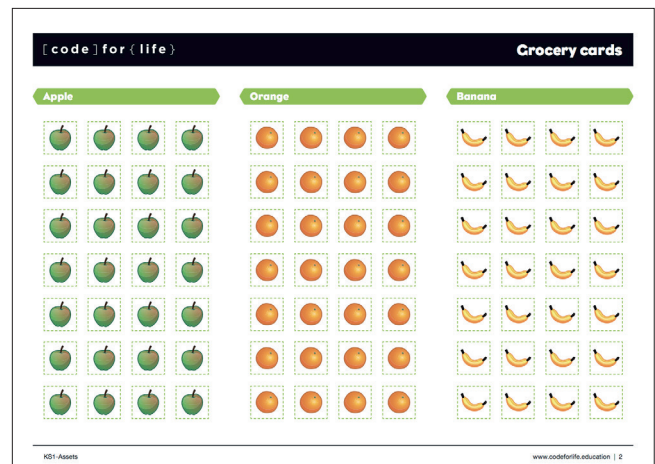 [code]for{life}
Grocery cards
Apple
Orange
Banana
KS1-Assets
www.codeforlife.education | 2